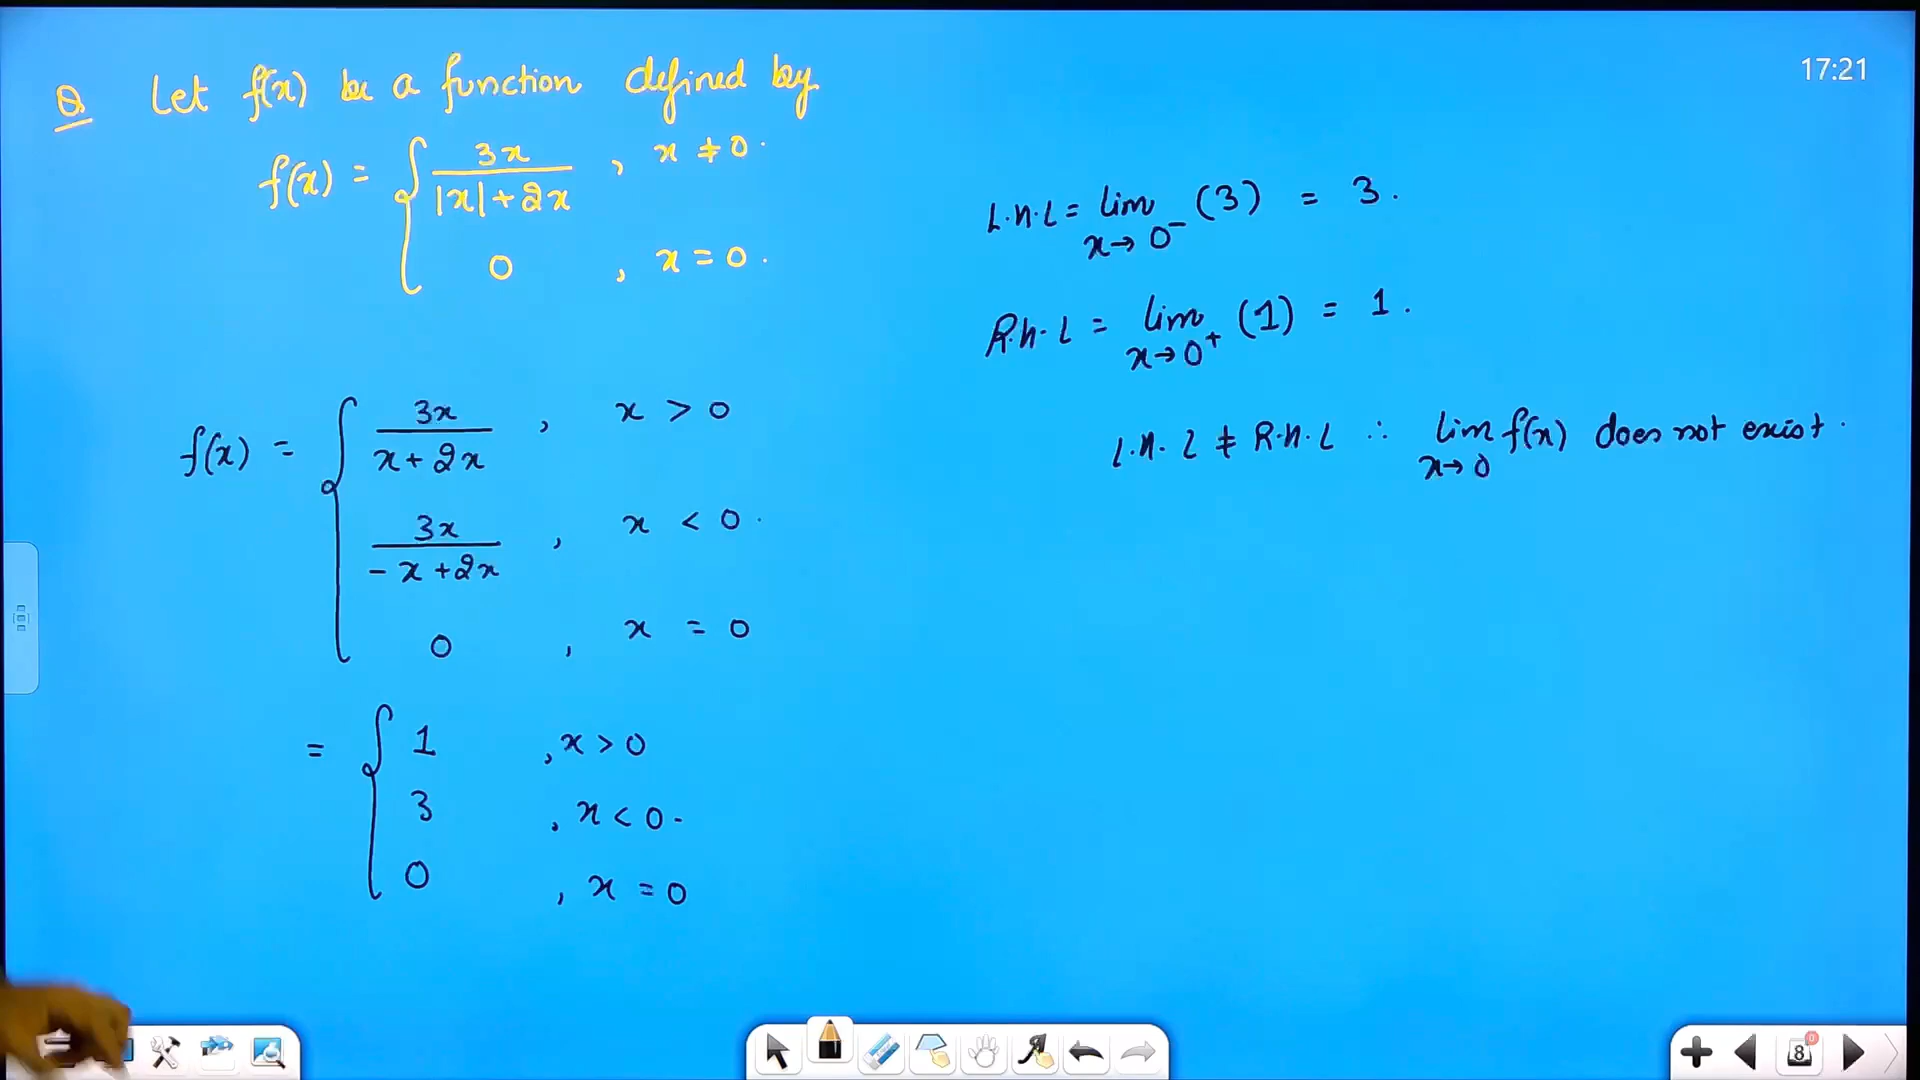 Q Let f(x) be a function defined by
f(x) = { 3x / |x| + 2x , x ≠ 0.
0 , x = 0.
f(x) = { 3x / x + 2x , x > 0
3x / - x + 2x , x < 0.
0 , x = 0
= { 1 , x > 0
3 , x < 0.
0 , x = 0
17:21
L.H.L = lim x→0⁻ (3) = 3.
R.H.L = lim x→0⁺ (1) = 1.
L.H.L ≠ R.H.L ∴ lim x→0 f(x) does not exist.
8
0